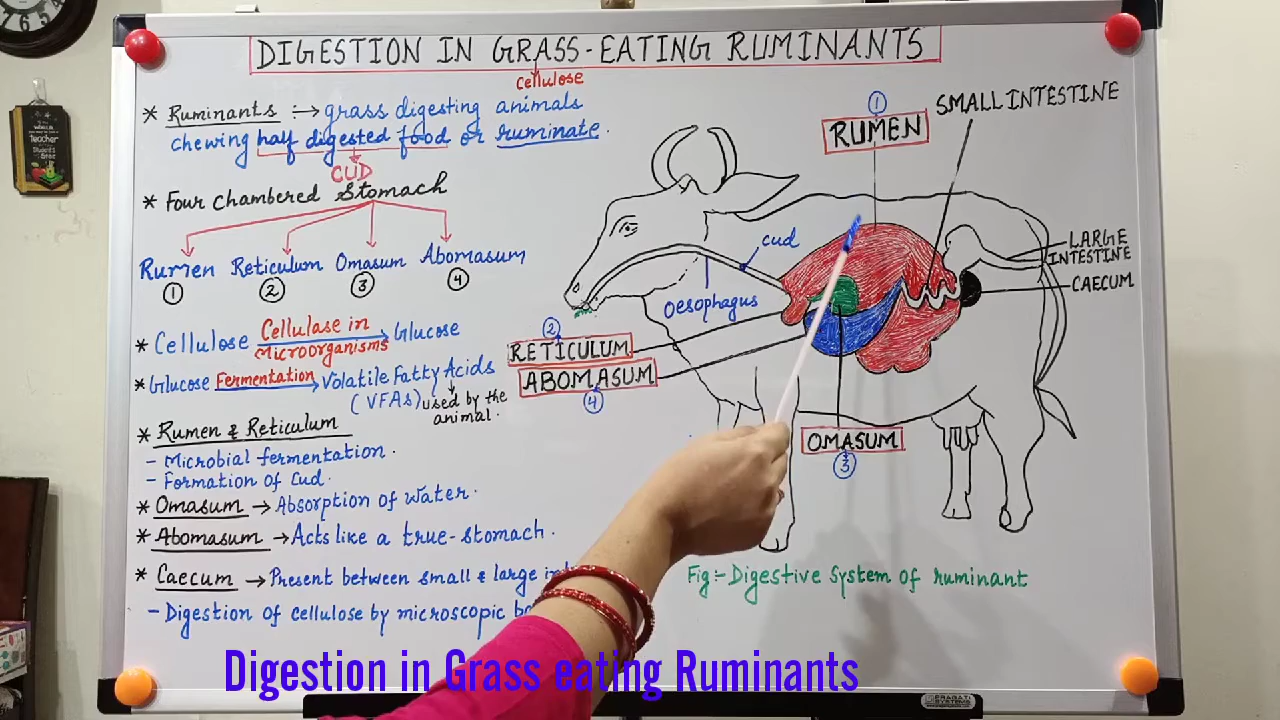 DIGESTION IN GRASS-EATING RUMINANTS
cellulose
* Ruminants :→ grass digesting animals
chewing half digested food or ruminate.
CUD
* Four chambered Stomach
Rumen Reticulum Omasum Abomasum
1 2 3 4
* Cellulose Cellulase in microorganisms → Glucose
* Glucose Fermentation → Volatile Fatty Acids
(VFAs) used by the
animal.
* Rumen & Reticulum
- Microbial fermentation.
- Formation of Cud.
* Omasum → Absorption of Water.
* Abomasum → Acts like a true-stomach.
* Caecum → Present between small & large
- Digestion of cellulose by microscopic
1
RUMEN
SMALL INTESTINE
cud
Oesophagus
LARGE
INTESTINE
CAECUM
2
RETICULUM
ABOMASUM
4
OMASUM
3
Fig:- Digestive System of ruminant
Digestion in Grass eating Ruminants
PRAGATI
SYSTEMS
teacher